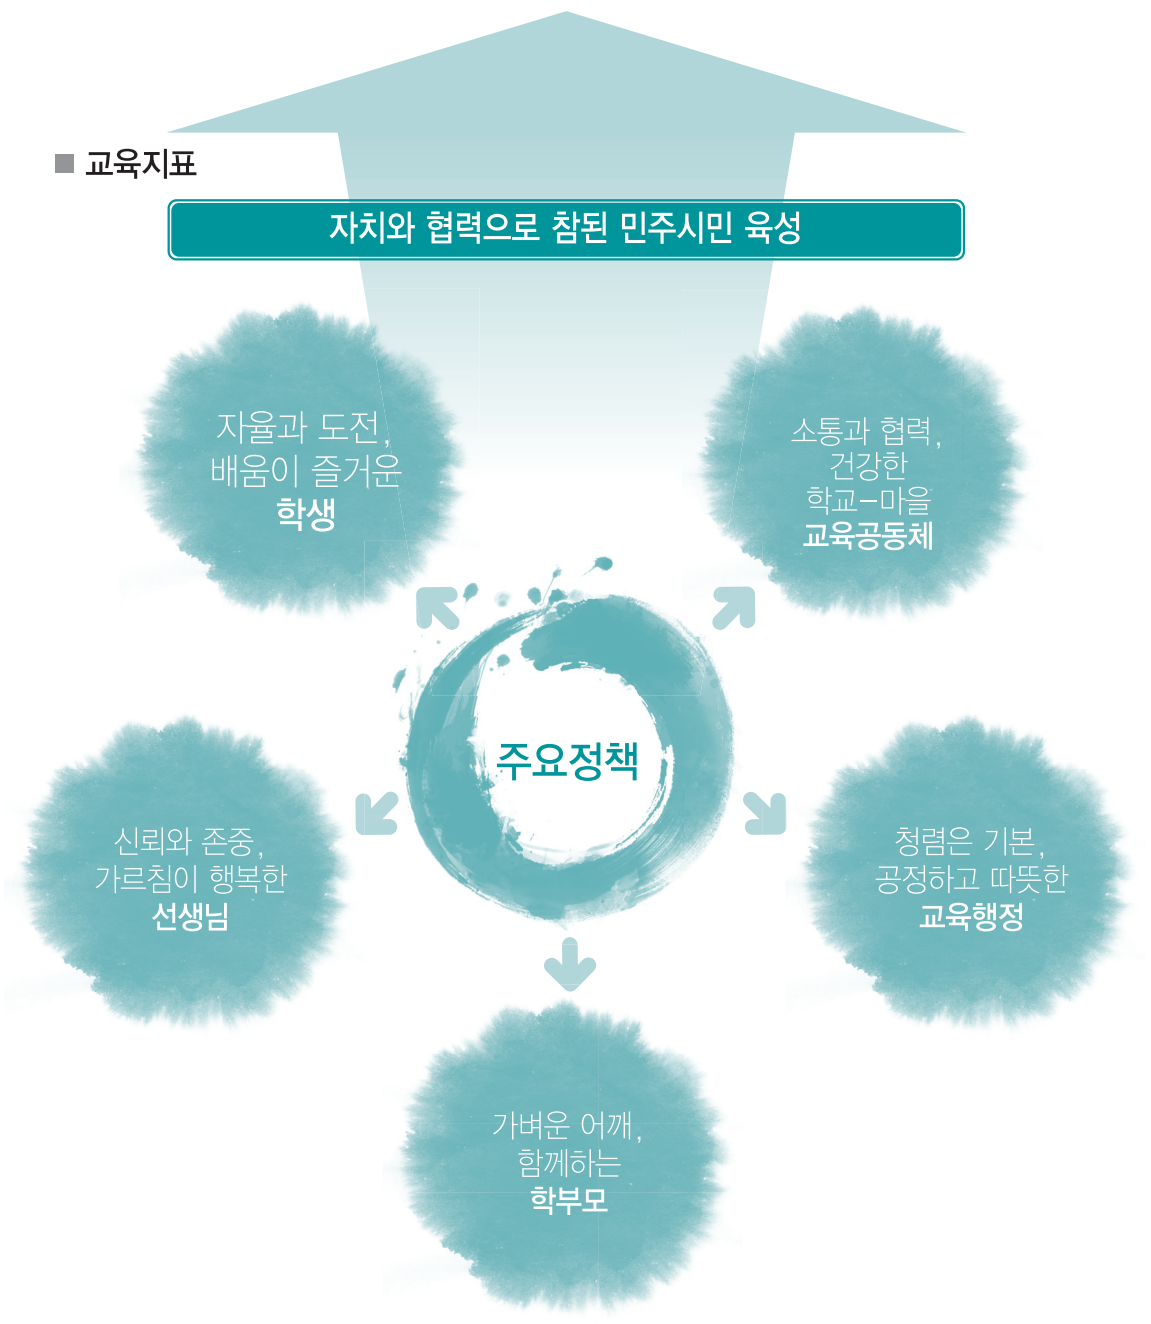 ■ 교육지표
자치와 협력으로 참된 민주시민 육성
자율과 도전,
배움이 즐거운
학생
소통과 협력,
건강한
학교-마을
교육공동체
주요정책
신뢰와 존중,
가르침이 행복한
선생님
청렴은 기본,
공정하고 따뜻한
교육행정
가벼운 어깨,
함께하는
학부모